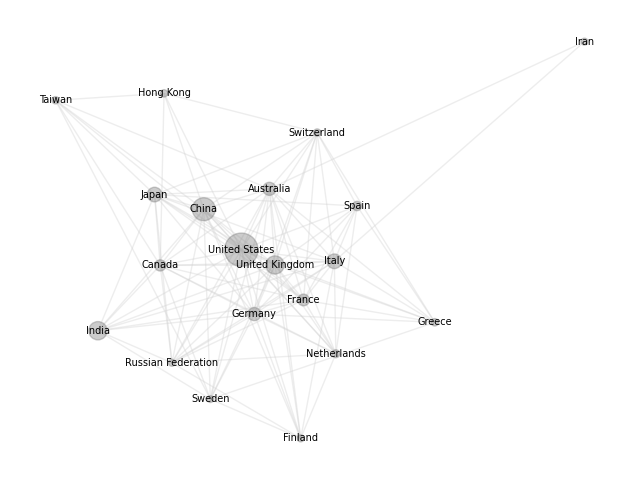 Iran
Hong Kong
Taiwan
Switzerland
Australia
Japan
Spain
China
United States
Italy
Canada
United Kingdom
France
Germany
Greece
India
Netherlands
Russian Federation
Sweden
Finland